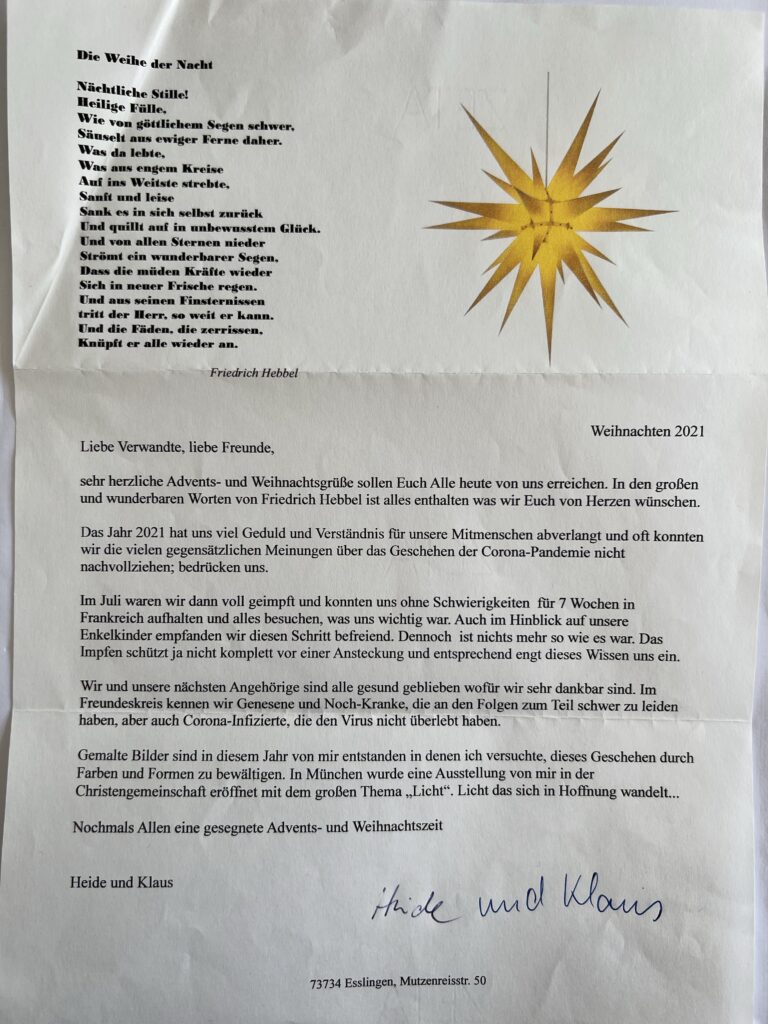 Die Weihe der Nacht
Nächtliche Stille!
Heilige Fülle,
Wie von göttlichem Segen schwer,
Säuselt aus ewiger Ferne daher.
Was da lebte,
Was aus engem Kreise
Auf ins Weitste strebte,
Sanft und leise
Sank es in sich selbst zurück
Und quillt auf in unbewusstem Glück.
Und von allen Sternen nieder
Strömt ein wunderbarer Segen,
Dass die müden Kräfte wieder
Sich in neuer Frische regen.
Und aus seinen Finsternissen
tritt der Herr, so weit er kann.
Und die Fäden, die zerrissen,
Knüpft er alle wieder an.
Friedrich Hebbel
Weihnachten 2021
Liebe Verwandte, liebe Freunde,
sehr herzliche Advents- und Weihnachtsgrüße sollen Euch Alle heute von uns erreichen. In den großen
und wunderbaren Worten von Friedrich Hebbel ist alles enthalten was wir Euch von Herzen wünschen.
Das Jahr 2021 hat uns viel Geduld und Verständnis für unsere Mitmenschen abverlangt und oft konnten
wir die vielen gegensätzlichen Meinungen über das Geschehen der Corona-Pandemie nicht
nachvollziehen; bedrücken uns.
Im Juli waren wir dann voll geimpft und konnten uns ohne Schwierigkeiten für 7 Wochen in
Frankreich aufhalten und alles besuchen, was uns wichtig war. Auch im Hinblick auf unsere
Enkelkinder empfanden wir diesen Schritt befreiend. Dennoch ist nichts mehr so wie es war. Das
Impfen schützt ja nicht komplett vor einer Ansteckung und entsprechend engt dieses Wissen uns ein.
Wir und unsere nächsten Angehörige sind alle gesund geblieben wofür wir sehr dankbar sind. Im
Freundeskreis kennen wir Genesene und Noch-Kranke, die an den Folgen zum Teil schwer zu leiden
haben, aber auch Corona-Infizierte, die den Virus nicht überlebt haben.
Gemalte Bilder sind in diesem Jahr von mir entstanden in denen ich versuchte, dieses Geschehen durch
Farben und Formen zu bewältigen. In München wurde eine Ausstellung von mir in der
Christengemeinschaft eröffnet mit dem großen Thema „Licht“. Licht das sich in Hoffnung wandelt...
Nochmals Allen eine gesegnete Advents- und Weihnachtszeit
Heide und Klaus
Heide und Klaus
73734 Esslingen, Mutzenreisstr. 50